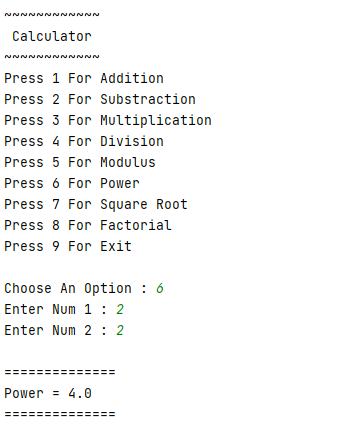 ~~~~~~~~~~~~
Calculator
~~~~~~~~~~~~
Press 1 For Addition
Press 2 For Substraction
Press 3 For Multiplication
Press 4 For Division
Press 5 For Modulus
Press 6 For Power
Press 7 For Square Root
Press 8 For Factorial
Press 9 For Exit
Choose An Option : 6
Enter Num 1 : 2
Enter Num 2 : 2
==============
Power = 4.0
==============